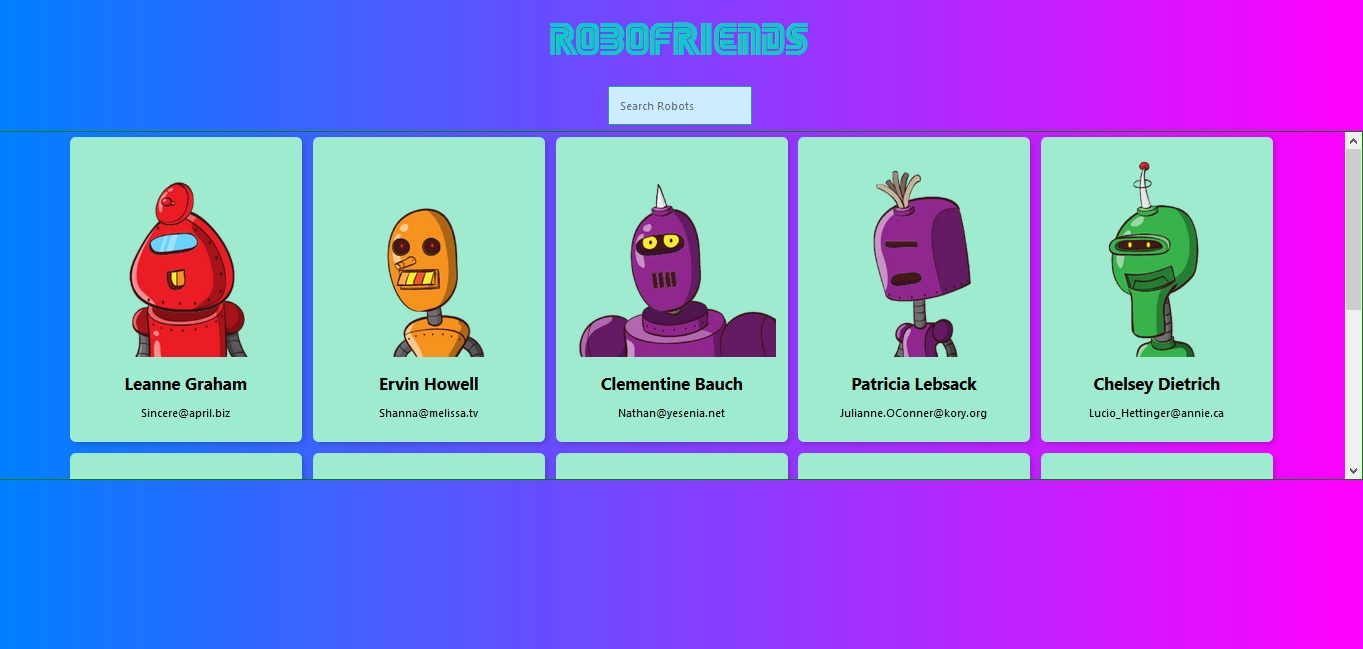 ROBOFRIENDS
Search Robots
Leanne Graham
Sincere@april.biz
Ervin Howell
Shanna@melissa.tv
Clementine Bauch
Nathan@yesenia.net
Patricia Lebsack
Julianne.OConner@kory.org
Chelsey Dietrich
Lucio_Hettinger@annie.ca